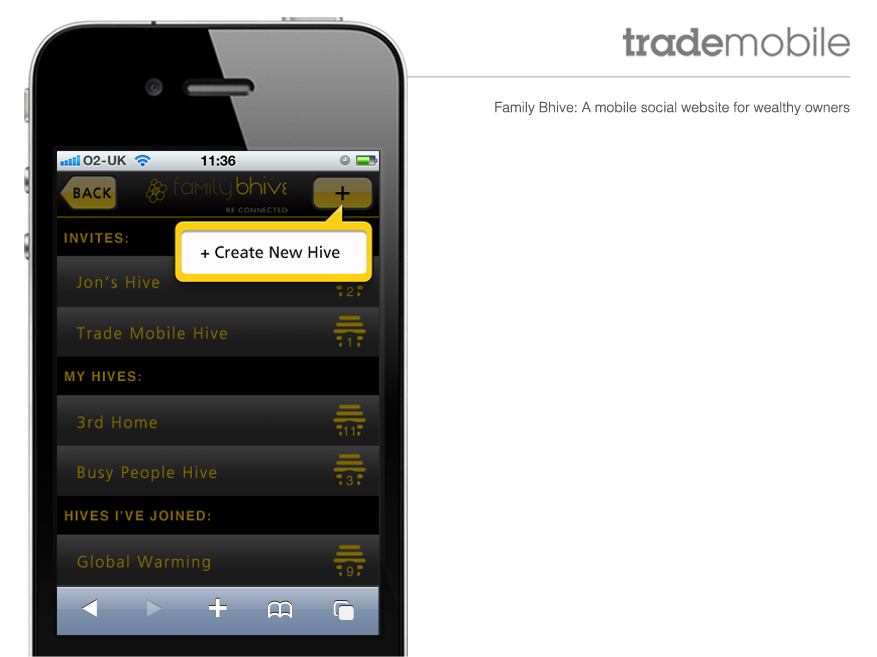 trademobile
Family Bhive: A mobile social website for wealthy owners
O2-UK 11:36
BACK family bhive +
BE CONNECTED
INVITES:
+ Create New Hive
Jon's Hive 2
Trade Mobile Hive 1
MY HIVES:
3rd Home 11
Busy People Hive 3
HIVES I'VE JOINED:
Global Warming 9